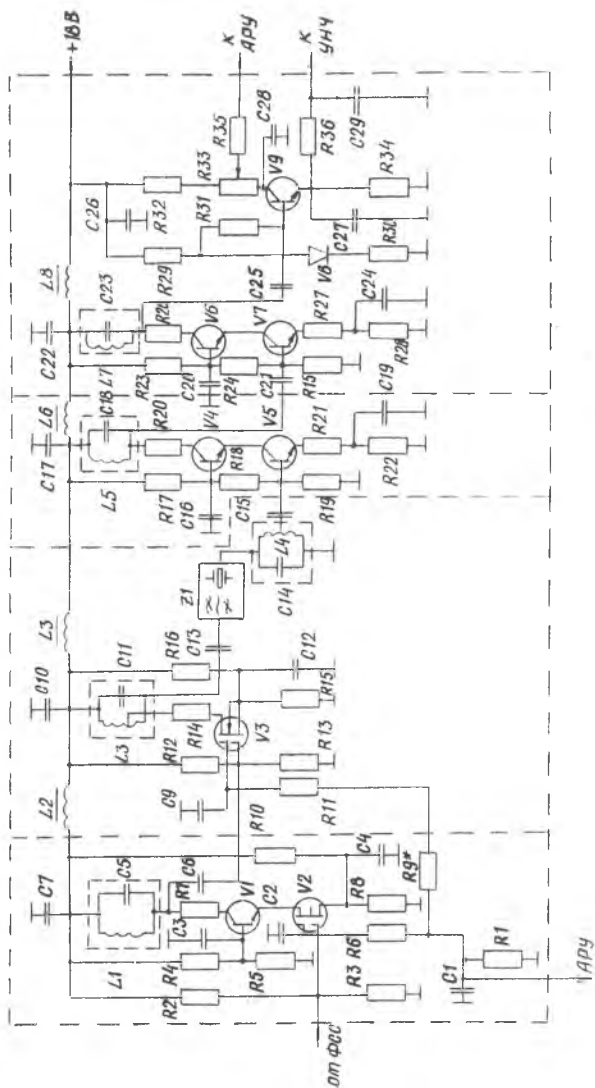 +18В
К АРУ
К УНЧ
R35
C28
R33
V9
R36
C29
R34
C26
R32
R31
C27
R30
V8
R29
C25
L8
C23
C22
L7
R26
V6
V7
R27
C24
R28
R23
C20
R24
C21
R15
L6
C18
C17
L5
R20
V4
V5
R21
C19
R22
R17
R18
C16
C15
R19
L4
C14
Z1
C13
L3
C11
C10
L3
R16
C12
R15
R14
V3
R12
R13
C9
R10
R11
L2
C5
C7
L1
C6
R7
V1
C2
V2
C4
R8
R9*
C3
R4
R5
R6
R2
R3
C1
R1
АРУ
от ФСС